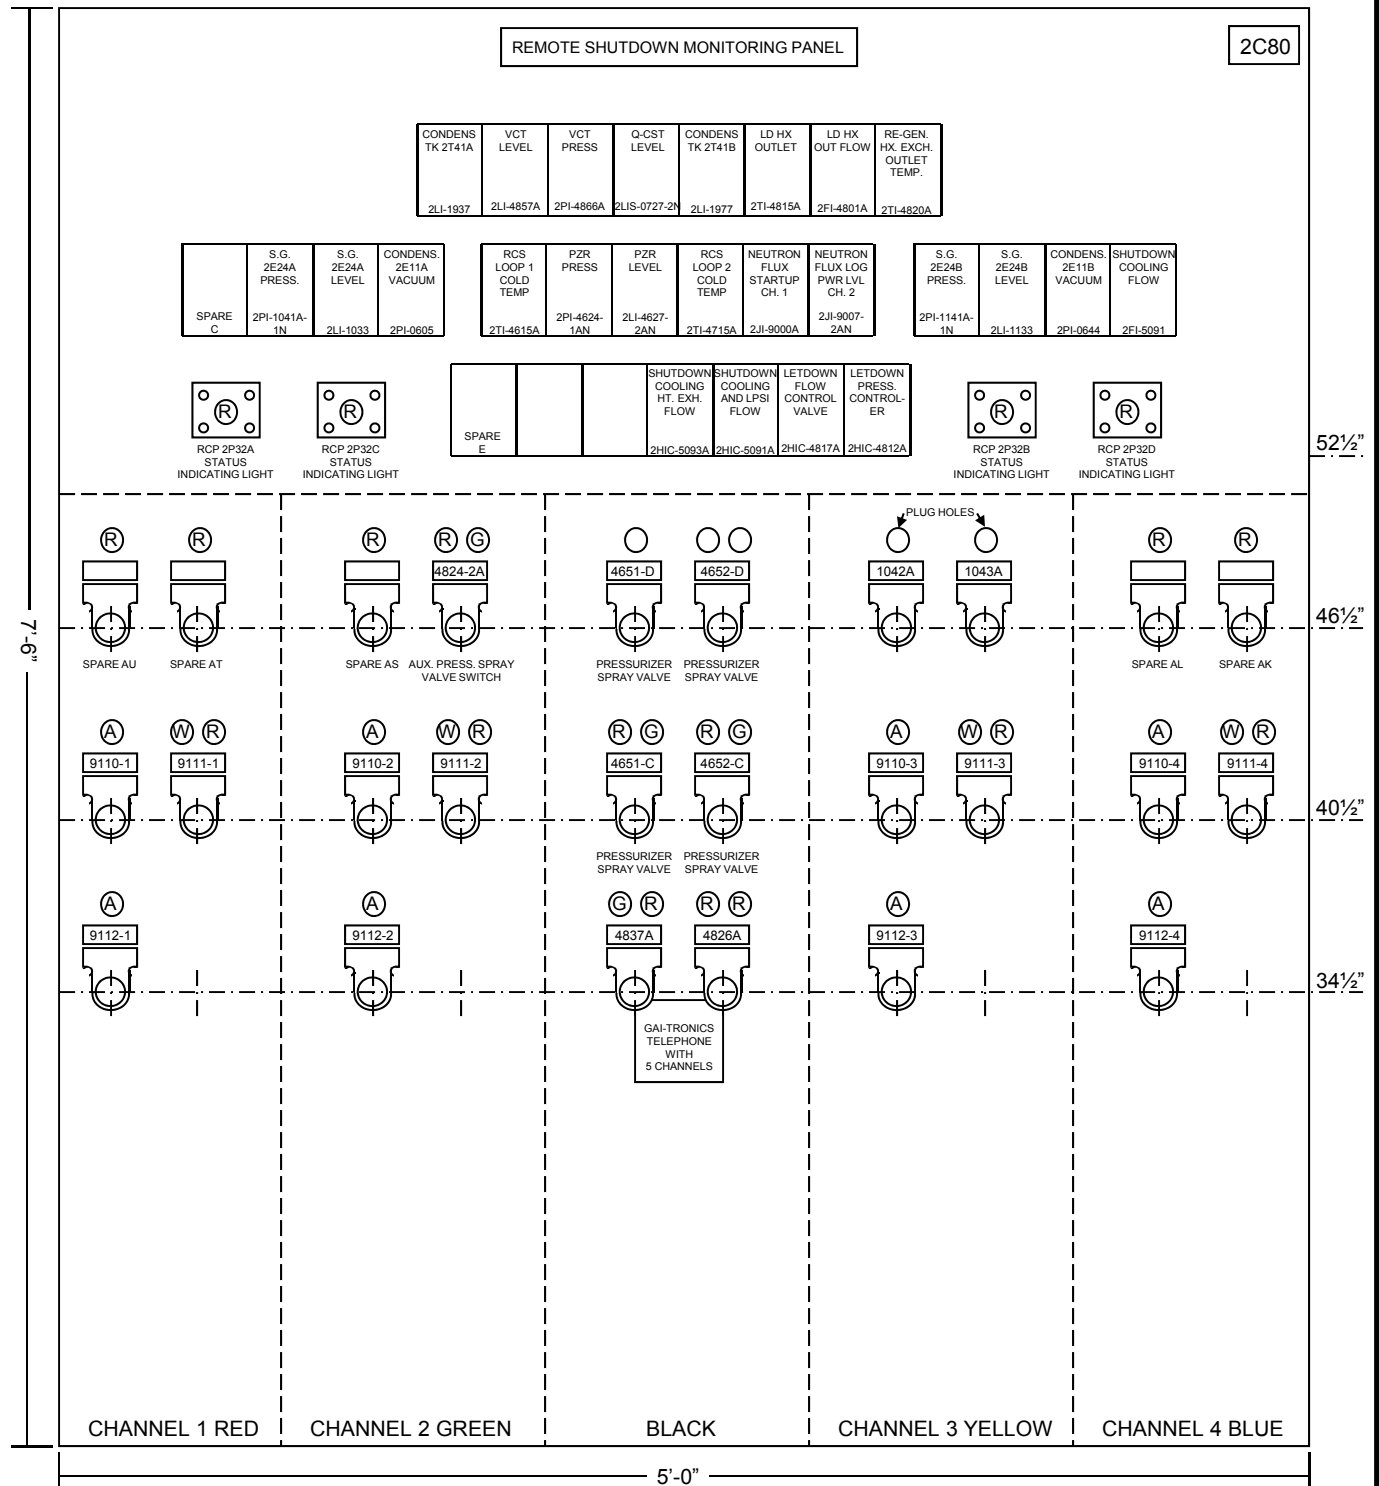 REMOTE SHUTDOWN MONITORING PANEL
2C80
CONDENS
TK 2T41A
2LI-1937
VCT
LEVEL
2LI-4857A
VCT
PRESS
2PI-4866A
Q-CST
LEVEL
2LIS-0727-2N
CONDENS
TK 2T41B
2LI-1977
LD HX
OUTLET
2TI-4815A
LD HX
OUT FLOW
2FI-4801A
RE-GEN.
HX. EXCH.
OUTLET
TEMP.
2TI-4820A
SPARE
C
S.G.
2E24A
PRESS.
2PI-1041A-
1N
S.G.
2E24A
LEVEL
2LI-1033
CONDENS.
2E11A
VACUUM
2PI-0605
RCS
LOOP 1
COLD
TEMP
2TI-4615A
PZR
PRESS
2PI-4624-
1AN
PZR
LEVEL
2LI-4627-
2AN
RCS
LOOP 2
COLD
TEMP
2TI-4715A
NEUTRON
FLUX
STARTUP
CH. 1
2JI-9000A
NEUTRON
FLUX LOG
PWR LVL
CH. 2
2JI-9007-
2AN
S.G.
2E24B
PRESS.
2PI-1141A-
1N
S.G.
2E24B
LEVEL
2LI-1133
CONDENS.
2E11B
VACUUM
2PI-0644
SHUTDOWN
COOLING
FLOW
2FI-5091
R
RCP 2P32A
STATUS
INDICATING LIGHT
R
RCP 2P32C
STATUS
INDICATING LIGHT
SPARE
E
SHUTDOWN
COOLING
HT. EXH.
FLOW
2HIC-5093A
SHUTDOWN
COOLING
AND LPSI
FLOW
2HIC-5091A
LETDOWN
FLOW
CONTROL
VALVE
2HIC-4817A
LETDOWN
PRESS.
CONTROL-
ER
2HIC-4812A
R
RCP 2P32B
STATUS
INDICATING LIGHT
R
RCP 2P32D
STATUS
INDICATING LIGHT
52½”
PLUG HOLES
R R R R G R R
4824-2A 4651-D 4652-D 1042A 1043A
46½”
7'-6"
SPARE AU
SPARE AT
SPARE AS
AUX. PRESS. SPRAY
VALVE SWITCH
PRESSURIZER
SPRAY VALVE
PRESSURIZER
SPRAY VALVE
SPARE AL
SPARE AK
A W R A W R R G R G A W R A W R
9110-1 9111-1 9110-2 9111-2 4651-C 4652-C 9110-3 9111-3 9110-4 9111-4
40½”
PRESSURIZER
SPRAY VALVE
PRESSURIZER
SPRAY VALVE
A A G R R R A A
9112-1 9112-2 4837A 4826A 9112-3 9112-4
34½”
GAI-TRONICS
TELEPHONE
WITH
5 CHANNELS
CHANNEL 1 RED
CHANNEL 2 GREEN
BLACK
CHANNEL 3 YELLOW
CHANNEL 4 BLUE
5’-0”